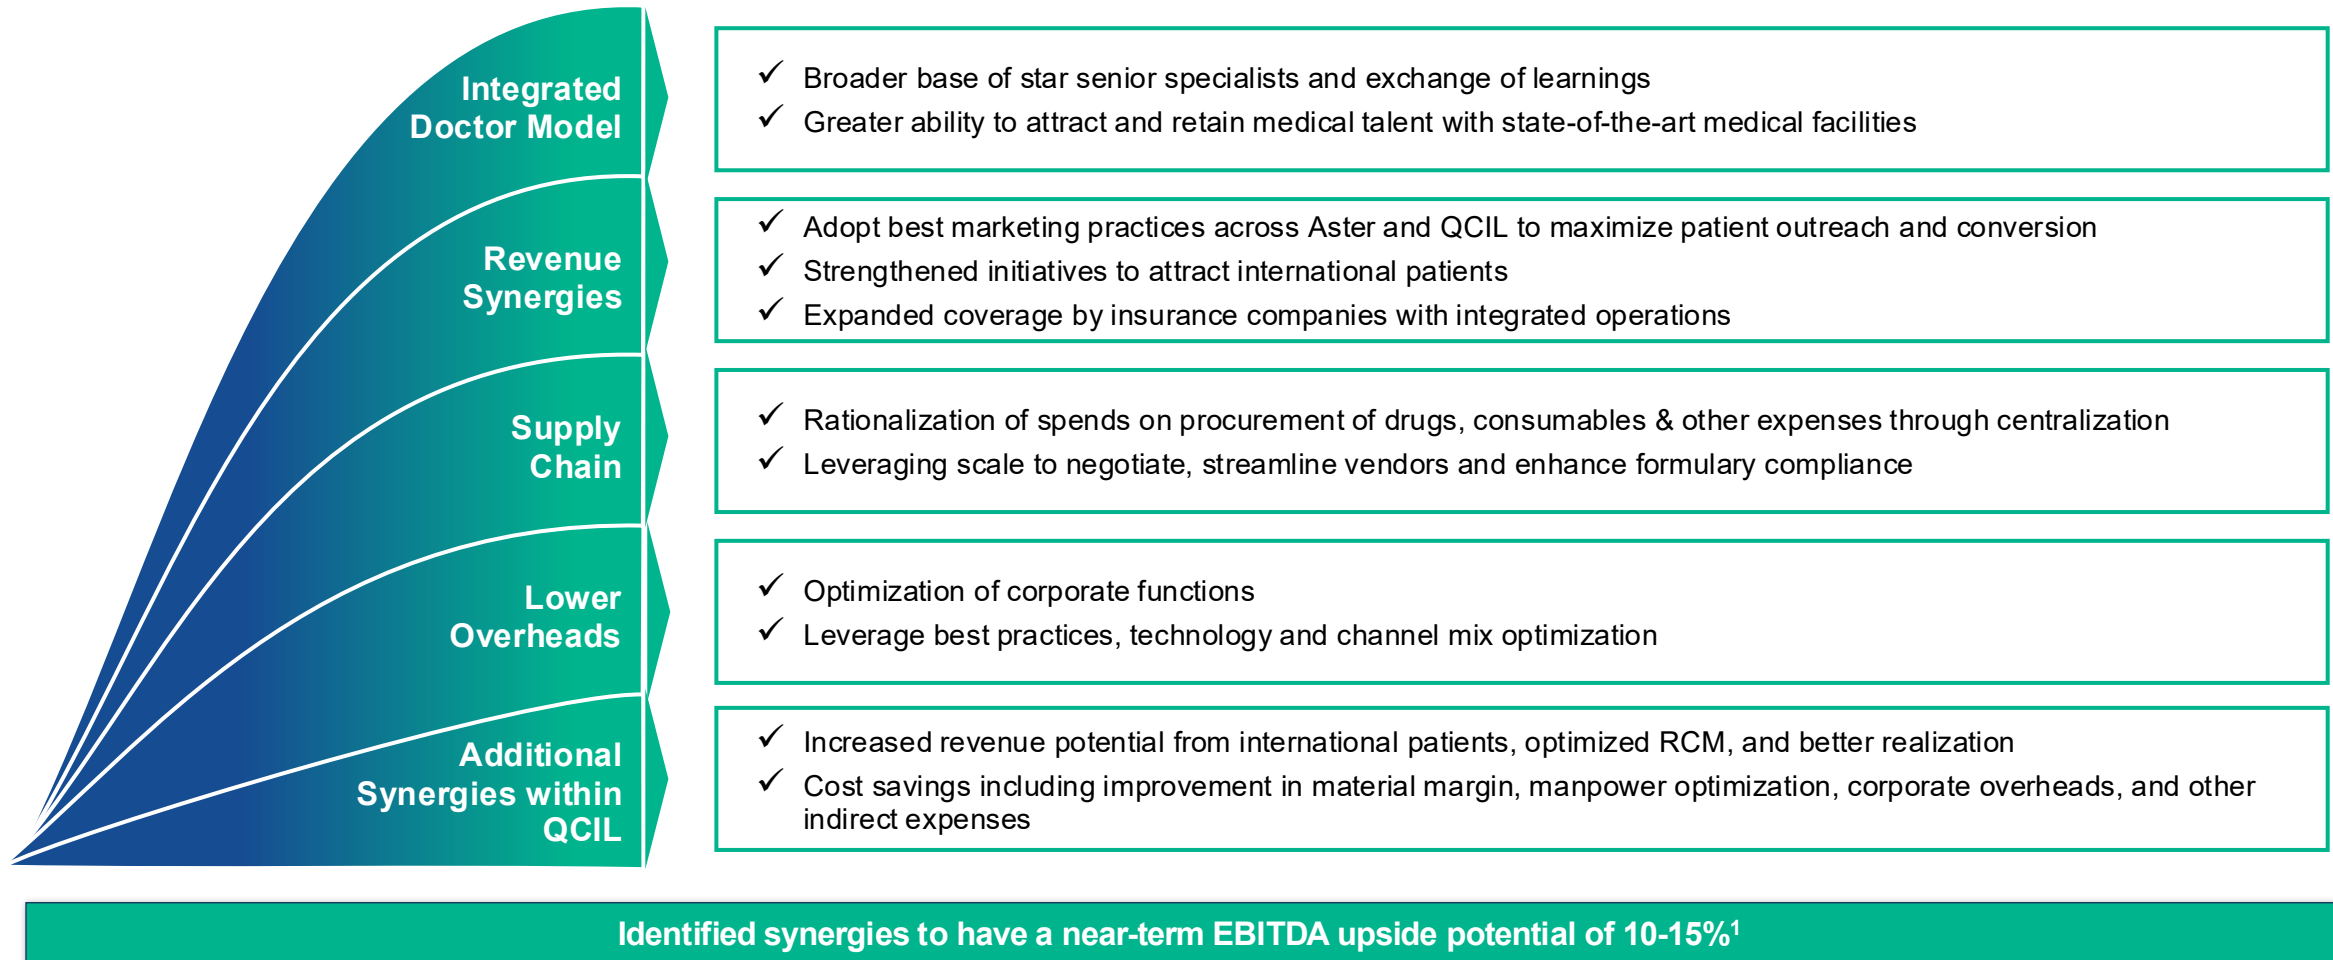 Integrated
Doctor Model
✓ Broader base of star senior specialists and exchange of learnings
✓ Greater ability to attract and retain medical talent with state-of-the-art medical facilities
Revenue
Synergies
✓ Adopt best marketing practices across Aster and QCIL to maximize patient outreach and conversion
✓ Strengthened initiatives to attract international patients
✓ Expanded coverage by insurance companies with integrated operations
Supply
Chain
✓ Rationalization of spends on procurement of drugs, consumables & other expenses through centralization
✓ Leveraging scale to negotiate, streamline vendors and enhance formulary compliance
Lower
Overheads
✓ Optimization of corporate functions
✓ Leverage best practices, technology and channel mix optimization
Additional
Synergies within
QCIL
✓ Increased revenue potential from international patients, optimized RCM, and better realization
✓ Cost savings including improvement in material margin, manpower optimization, corporate overheads, and other
indirect expenses
Identified synergies to have a near-term EBITDA upside potential of 10-15%¹